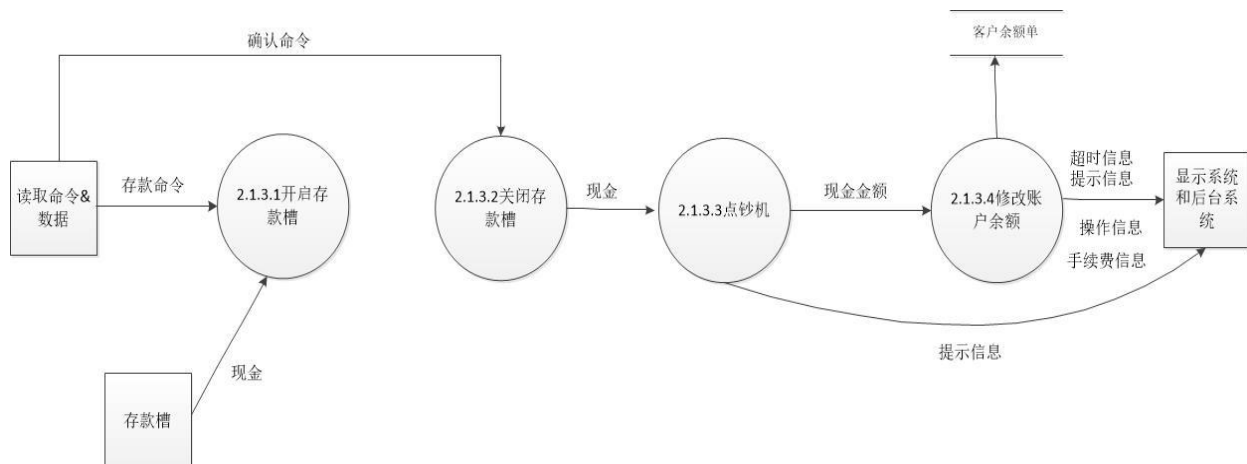 确认命令
客户余额单
读取命令&
数据
存款命令
2.1.3.1开启存
款槽
2.1.3.2关闭存
款槽
现金
2.1.3.3点钞机
现金金额
2.1.3.4修改账
户余额
超时信息
提示信息
操作信息
手续费信息
显示系统
和后台系
统
提示信息
现金
存款槽